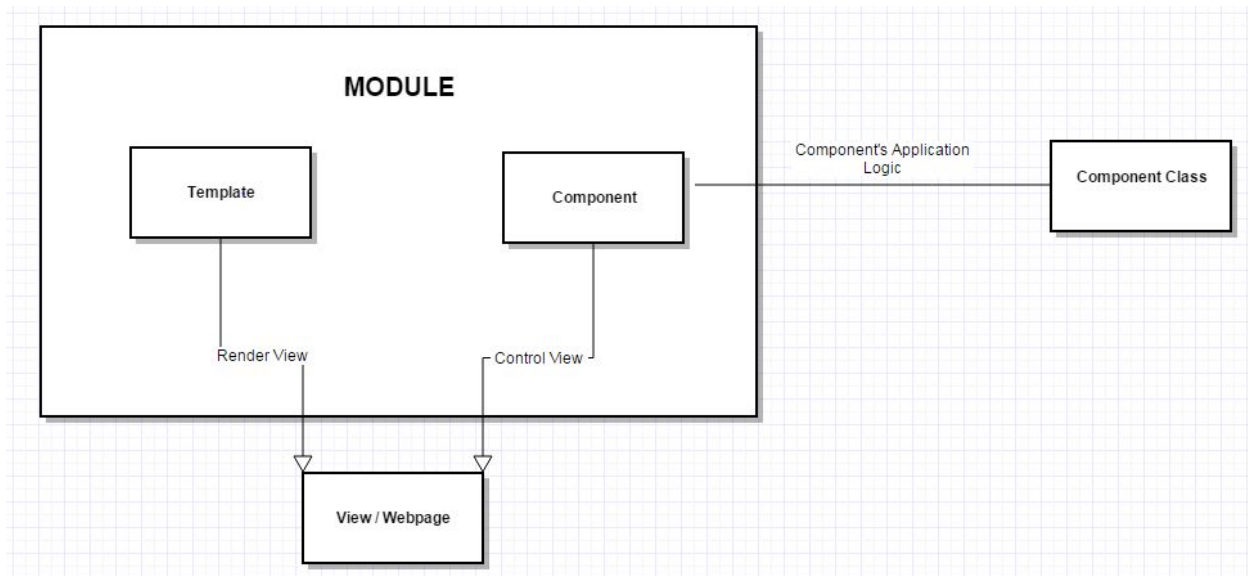 MODULE
Component's Application
Logic
Template
Component
Component Class
Render View
Control View
View / Webpage